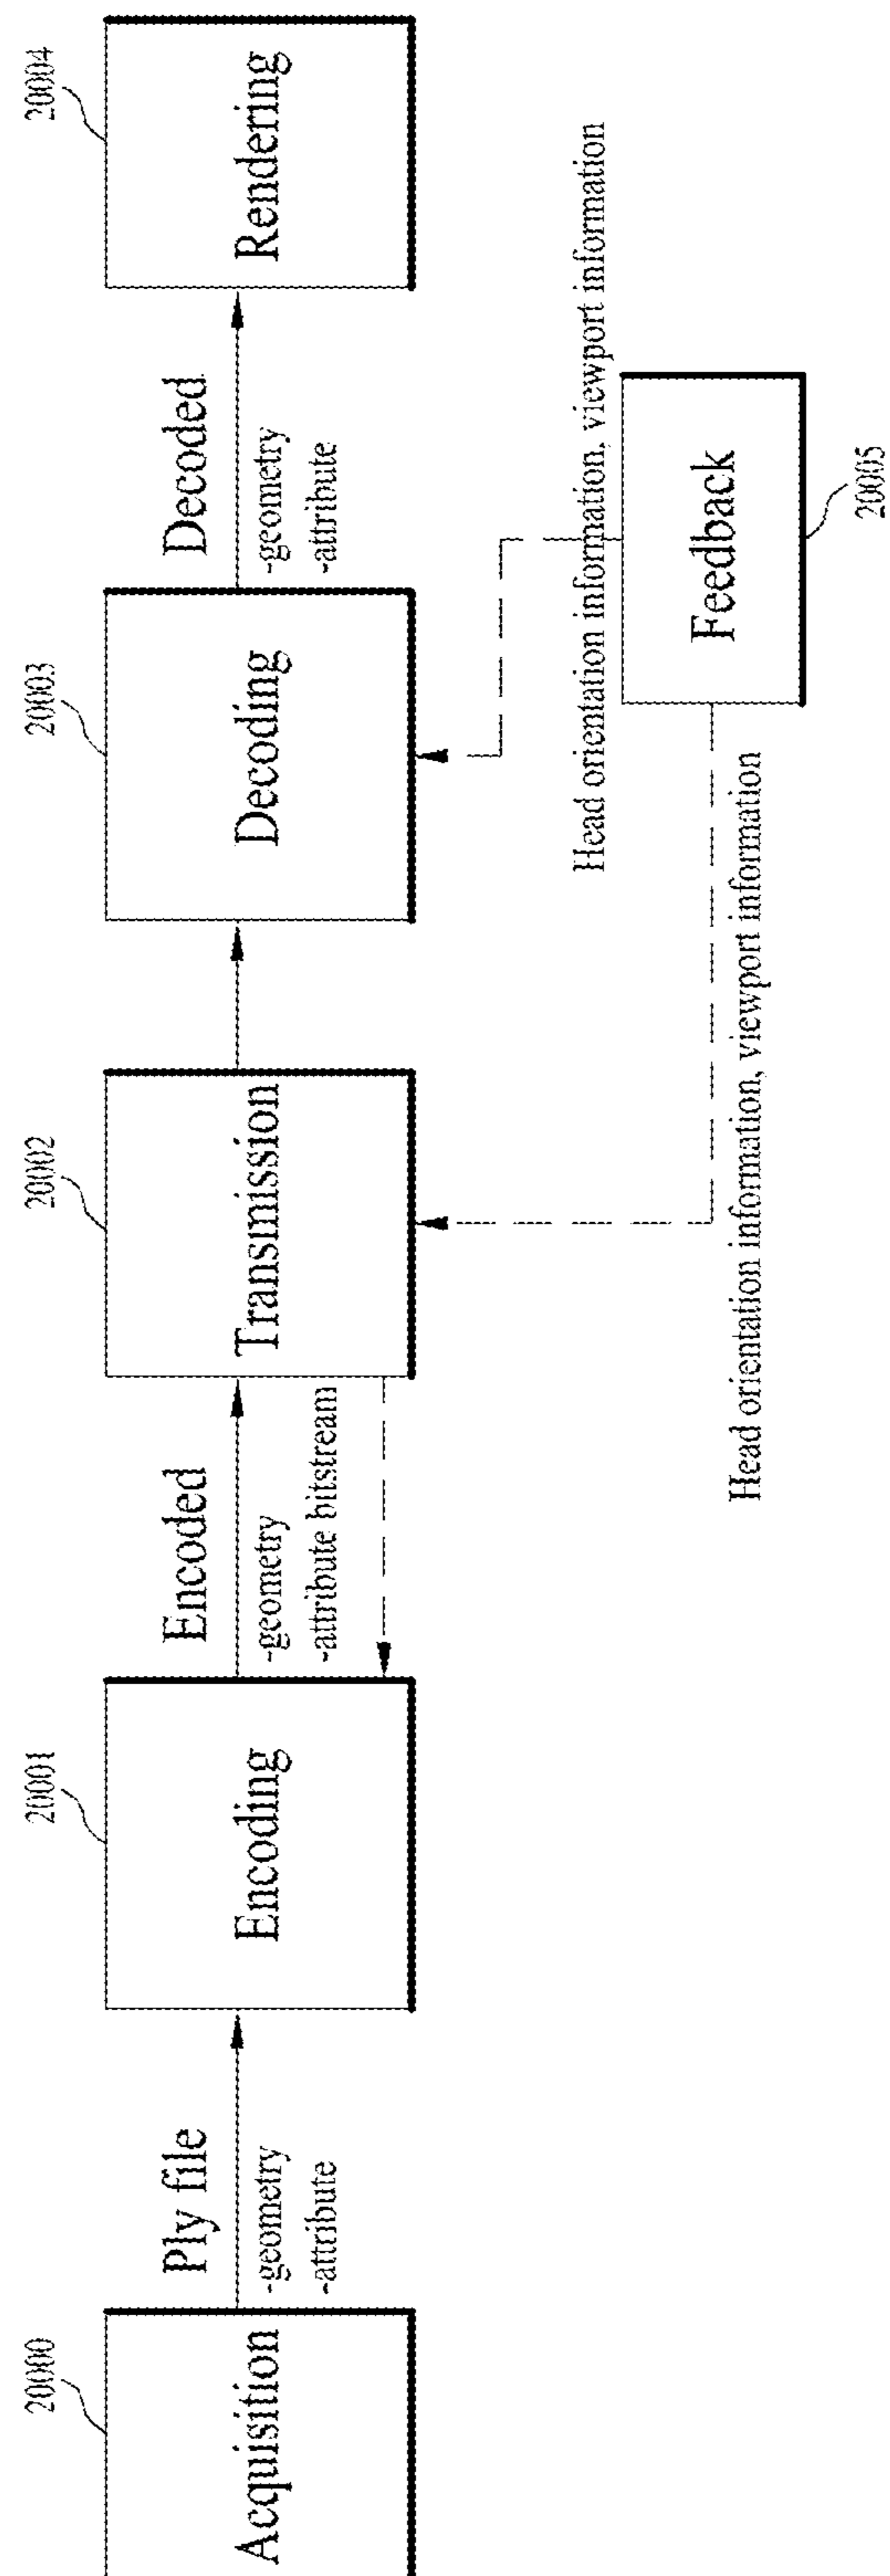 20000
Acquisition
Ply file
-geometry
-attribute
20001
Encoding
Encoded
-geometry
-attribute bitstream
20002
Transmission
20003
Decoding
Decoded
-geometry
-attribute
20004
Rendering
Head orientation information, viewport information
Feedback
20005
Head orientation information, viewport information